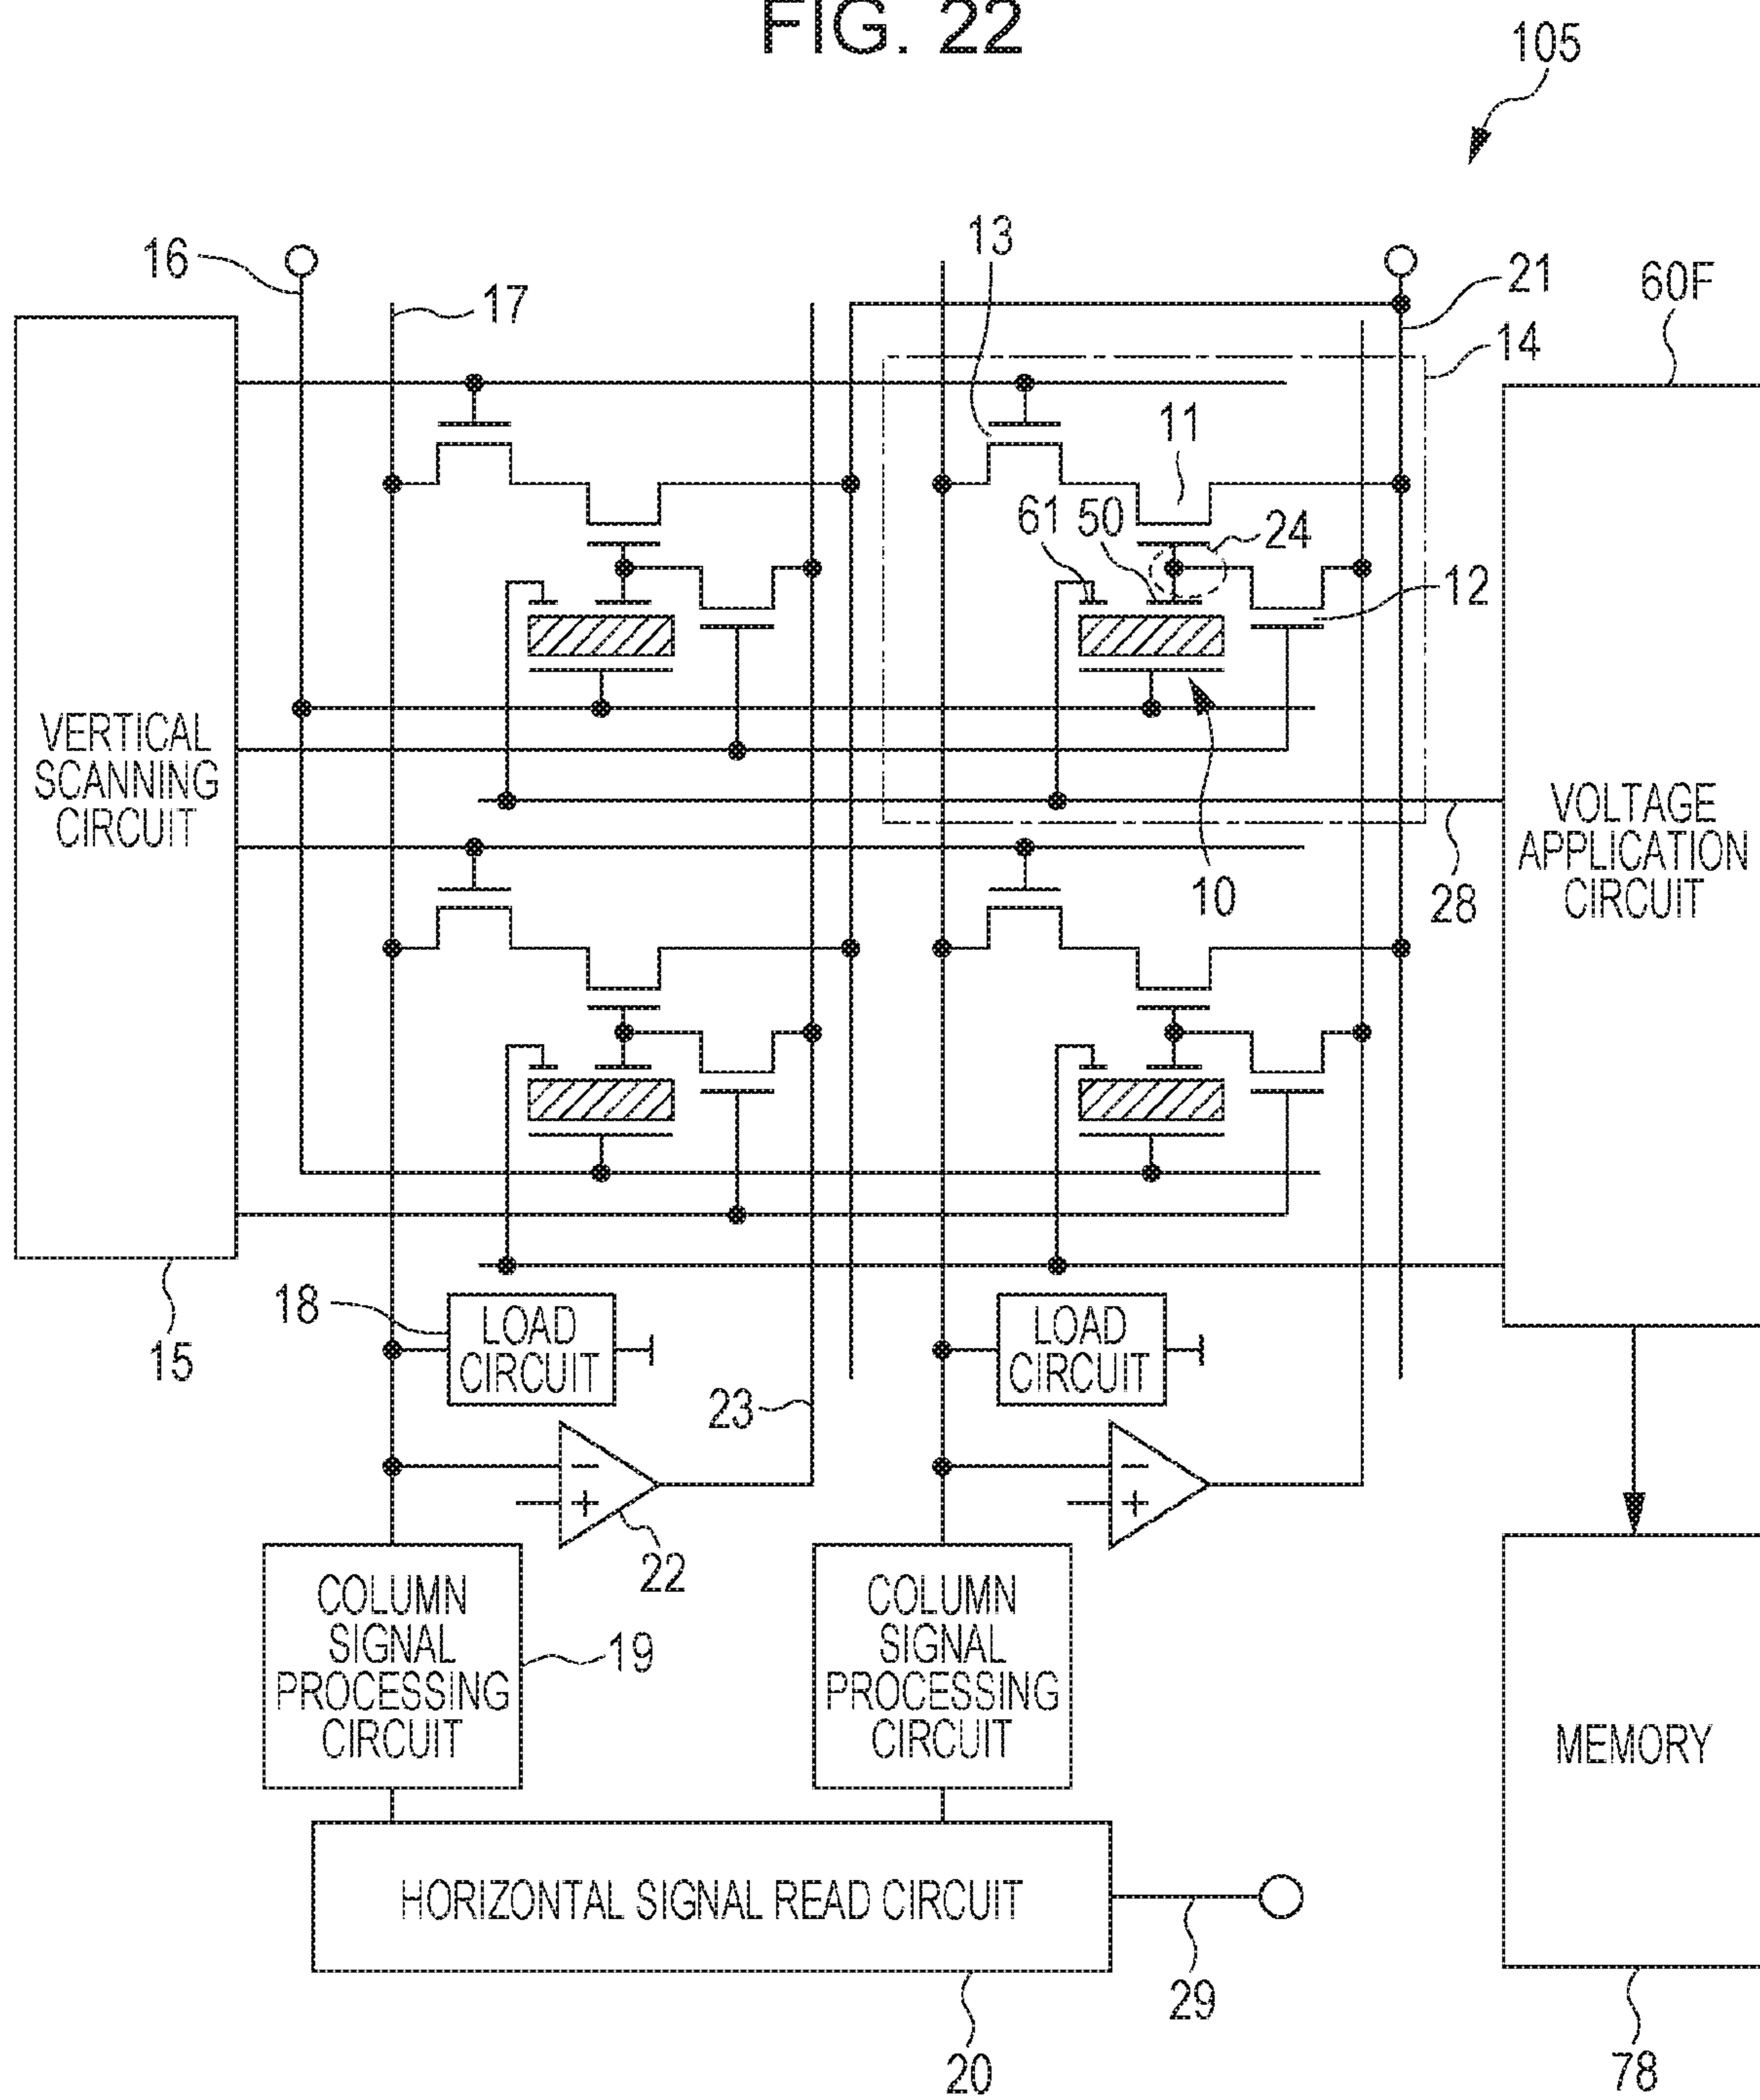 FIG. 22
105
16
17
13
21
60F
14
11
61
50
24
12
VERTICAL
SCANNING
CIRCUIT
VOLTAGE
APPLICATION
CIRCUIT
10
28
15
18
LOAD
CIRCUIT
LOAD
CIRCUIT
23
−
+
−
+
22
COLUMN
SIGNAL
PROCESSING
CIRCUIT
19
COLUMN
SIGNAL
PROCESSING
CIRCUIT
MEMORY
HORIZONTAL SIGNAL READ CIRCUIT
29
20
78